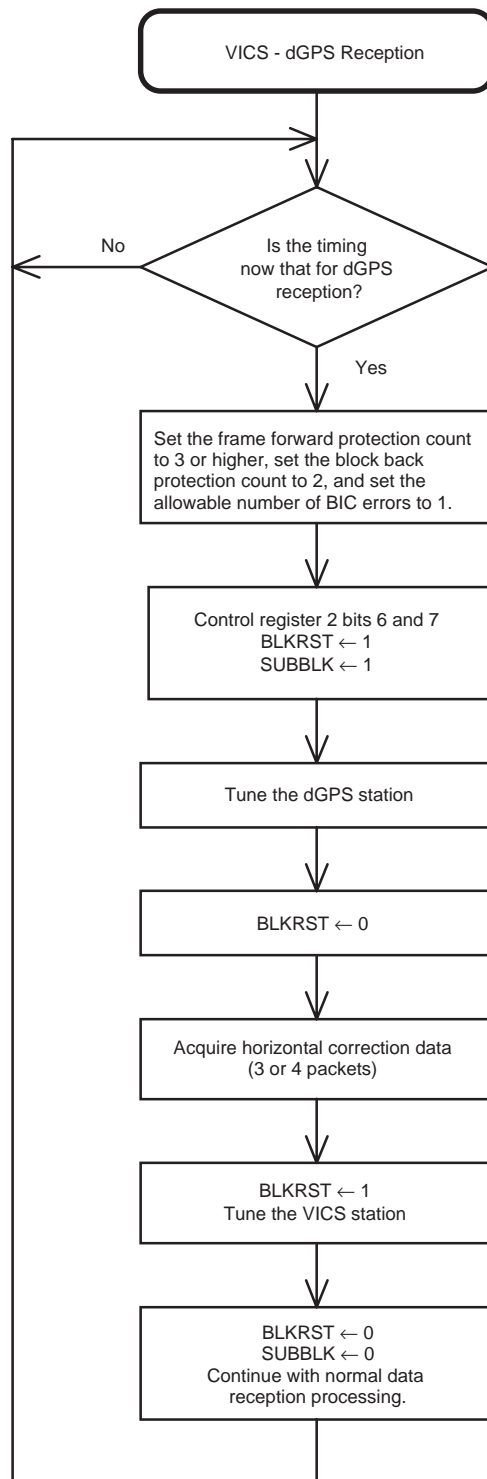 VICS - dGPS Reception
No
Is the timing
now that for dGPS
reception?
Yes
Set the frame forward protection count
to 3 or higher, set the block back
protection count to 2, and set the
allowable number of BIC errors to 1.
Control register 2 bits 6 and 7
BLKRST ← 1
SUBBLK ← 1
Tune the dGPS station
BLKRST ← 0
Acquire horizontal correction data
(3 or 4 packets)
BLKRST ← 1
Tune the VICS station
BLKRST ← 0
SUBBLK ← 0
Continue with normal data
reception processing.